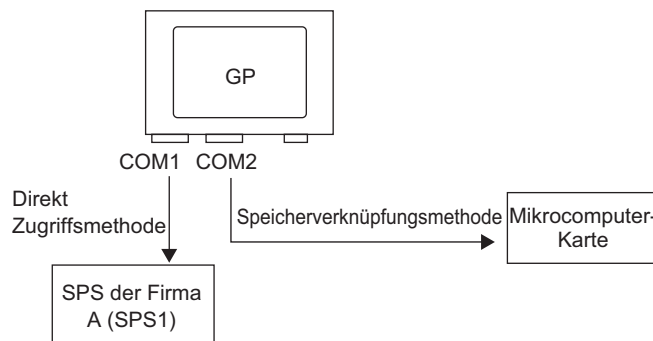 GP
COM1 COM2
Direkt
Zugriffsmethode
Speicherverknüpfungsmethode
Mikrocomputer-
Karte
SPS der Firma
A (SPS1)